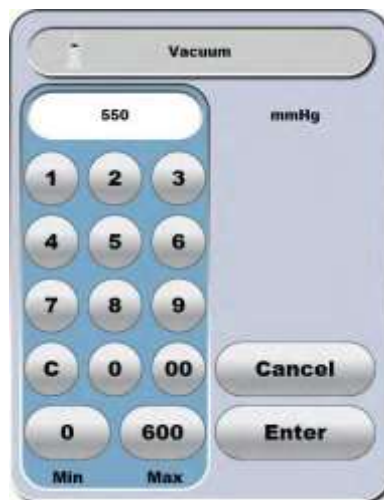 Vacuum
550 mmHg
1 2 3
4 5 6
7 8 9
C 0 00 Cancel
0 600 Enter
Min Max